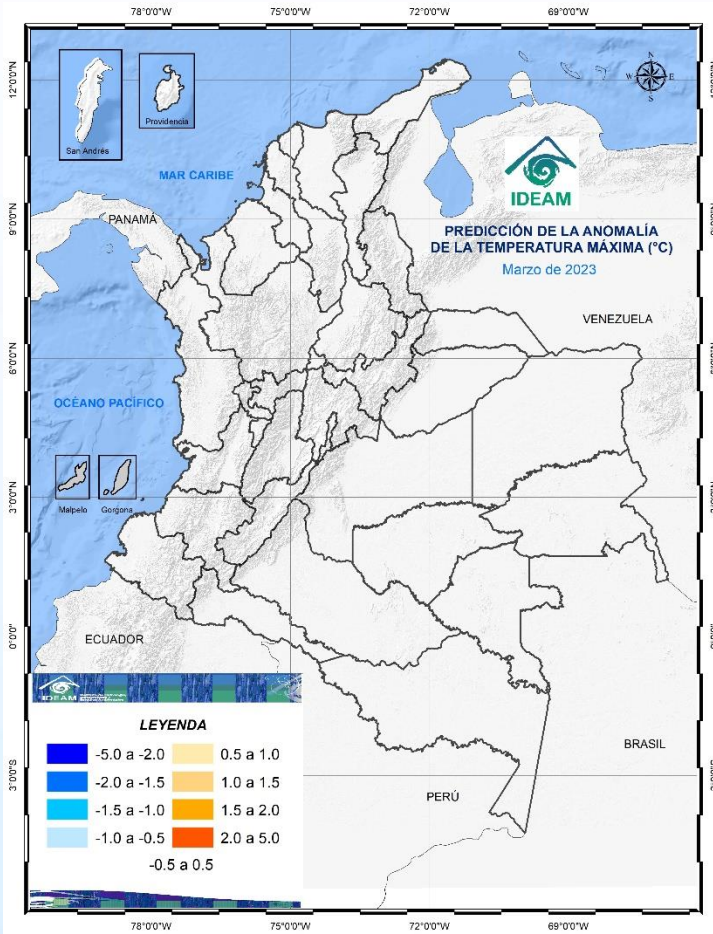 78°0'0"W 75°0'0"W 72°0'0"W 69°0'0"W
12°0'0"N
N
W E
S
San Andrés
Providencia
MAR CARIBE
IDEAM
PANAMÁ
9°0'0"N
PREDICCIÓN DE LA ANOMALÍA
DE LA TEMPERATURA MÁXIMA (°C)
Marzo de 2023
VENEZUELA
6°0'0"N
OCÉANO PACÍFICO
3°0'0"N
Malpelo
Gorgona
0°0'0"
ECUADOR
IDEAM
LEYENDA
-5.0 a -2.0 0.5 a 1.0
-2.0 a -1.5 1.0 a 1.5
-1.5 a -1.0 1.5 a 2.0
-1.0 a -0.5 2.0 a 5.0
-0.5 a 0.5
BRASIL
3°0'0"S
PERÚ
78°0'0"W 75°0'0"W 72°0'0"W 69°0'0"W